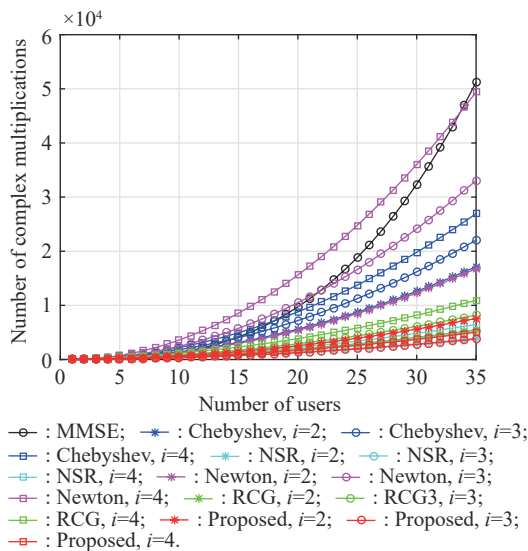 ×10⁴
6
5
4
3
2
1
0
Number of complex multiplications
0 5 10 15 20 25 30 35
Number of users
: MMSE; : Chebyshev, i=2; : Chebyshev, i=3;
: Chebyshev, i=4; : NSR, i=2; : NSR, i=3;
: NSR, i=4; : Newton, i=2; : Newton, i=3;
: Newton, i=4; : RCG, i=2; : RCG3, i=3;
: RCG, i=4; : Proposed, i=2; : Proposed, i=3;
: Proposed, i=4.